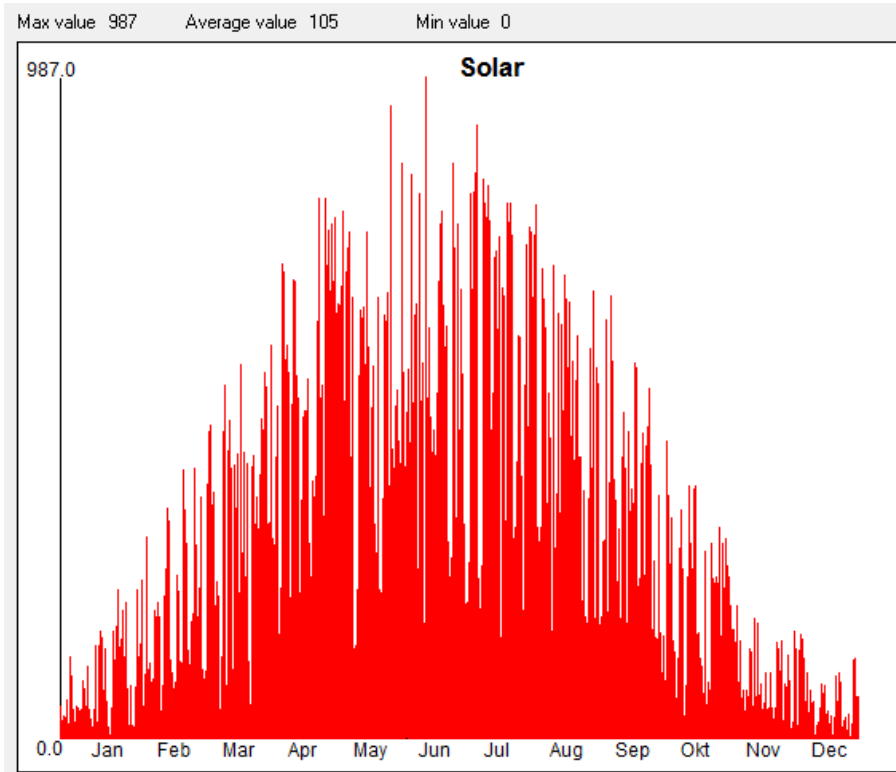 Max value 987 Average value 105 Min value 0
Solar
987.0
0.0 Jan Feb Mar Apr May Jun Jul Aug Sep Okt Nov Dec